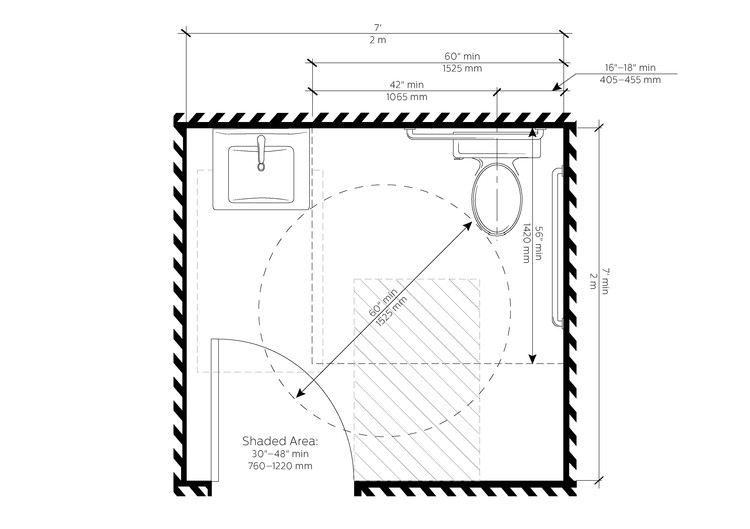 7'
2 m
60" min
1525 mm
16"–18" min
405–455 mm
42" min
1065 mm
56" min
1420 mm
7' min
2 m
60" min
1525 mm
Shaded Area:
30"–48" min
760–1220 mm